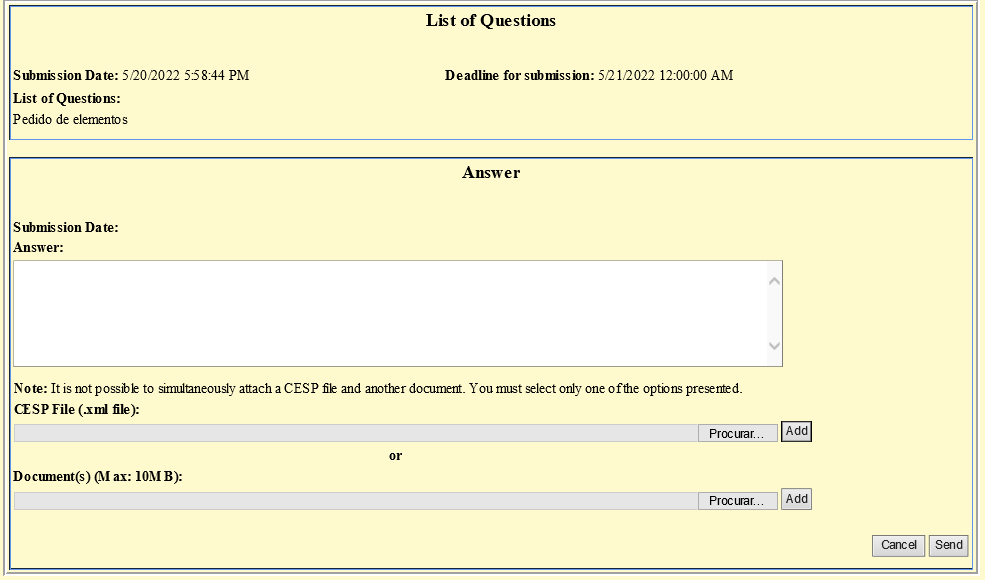 List of Questions
Submission Date: 5/20/2022 5:58:44 PM Deadline for submission: 5/21/2022 12:00:00 AM
List of Questions:
Pedido de elementos
Answer
Submission Date:
Answer:
Note: It is not possible to simultaneously attach a CESP file and another document. You must select only one of the options presented.
CESP File (.xml file):
Procurar... Add
or
Document(s) (Max: 10MB):
Procurar... Add
Cancel Send